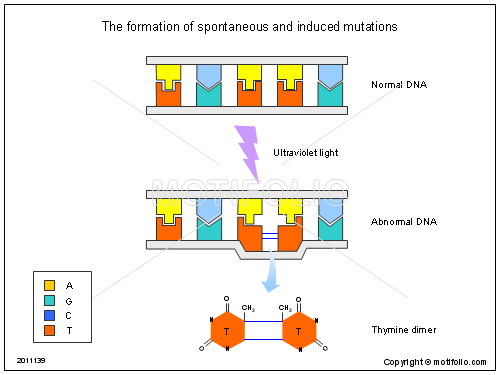 The formation of spontaneous and induced mutations
Normal DNA
Ultraviolet light
MOTIFOLIO
Abnormal DNA
A
G
C
T
O
CH3
CH3
O
N
N
T
T
O
N
N
O
Thymine dimer
2011139
Copyright © motifolio.com